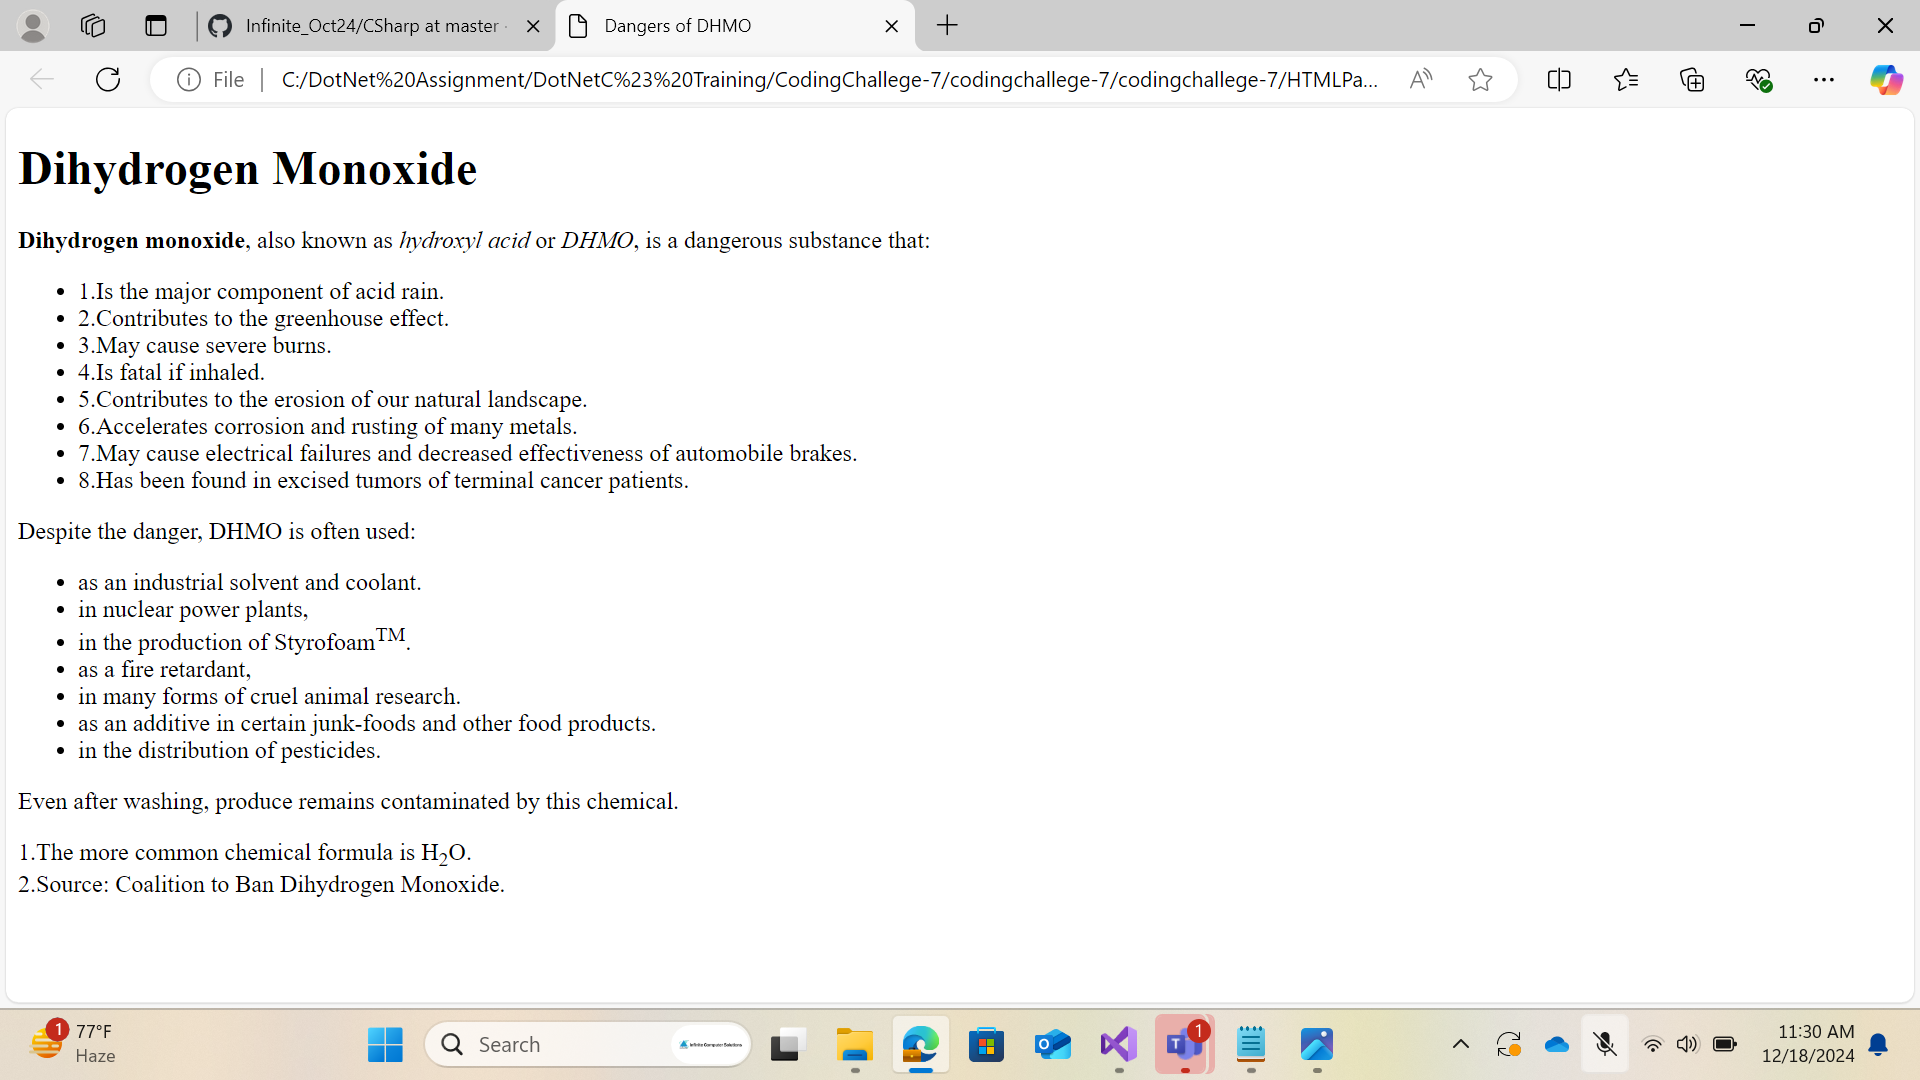 Infinite_Oct24/CSharp at master
Dangers of DHMO
File
C:/DotNet%20Assignment/DotNetC%23%20Training/CodingChallege-7/codingchallege-7/codingchallege-7/HTMLPa...
Dihydrogen Monoxide
Dihydrogen monoxide, also known as hydroxyl acid or DHMO, is a dangerous substance that:
• 1.Is the major component of acid rain.
• 2.Contributes to the greenhouse effect.
• 3.May cause severe burns.
• 4.Is fatal if inhaled.
• 5.Contributes to the erosion of our natural landscape.
• 6.Accelerates corrosion and rusting of many metals.
• 7.May cause electrical failures and decreased effectiveness of automobile brakes.
• 8.Has been found in excised tumors of terminal cancer patients.
Despite the danger, DHMO is often used:
• as an industrial solvent and coolant.
• in nuclear power plants,
• in the production of Styrofoam™.
• as a fire retardant,
• in many forms of cruel animal research.
• as an additive in certain junk-foods and other food products.
• in the distribution of pesticides.
Even after washing, produce remains contaminated by this chemical.
1.The more common chemical formula is H₂O.
2.Source: Coalition to Ban Dihydrogen Monoxide.
1
77°F
Haze
Search
Infinite Computer Solutions
1
11:30 AM
12/18/2024